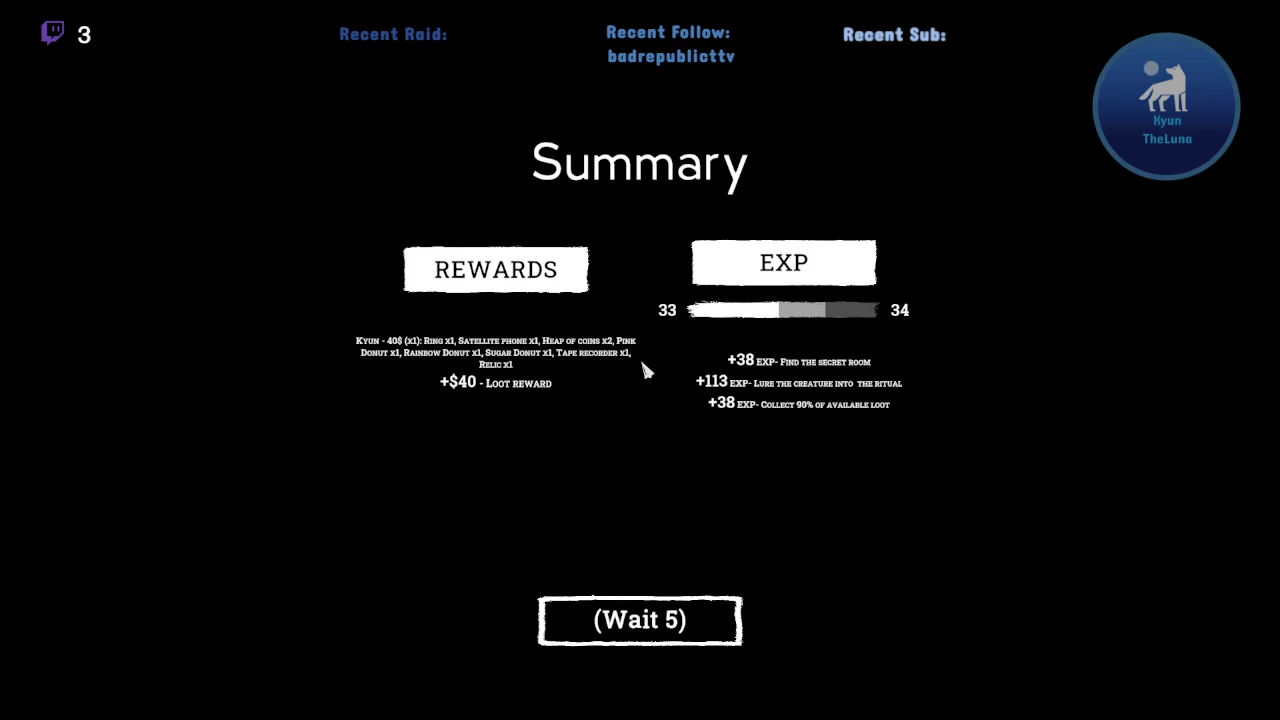 3
Recent Raid:
Recent Follow:
badrepublicttv
Recent Sub:
Kyun
TheLuna
Summary
REWARDS
EXP
33
34
Kyun - 40$ (x1): Ring x1, Satellite phone x1, Heap of coins x2, Pink
Donut x1, Rainbow Donut x1, Sugar Donut x1, Tape recorder x1,
Relic x1
+$40 - Loot reward
+38 EXP- Find the secret room
+113 EXP- Lure the creature into the ritual
+38 EXP- Collect 90% of available loot
(Wait 5)